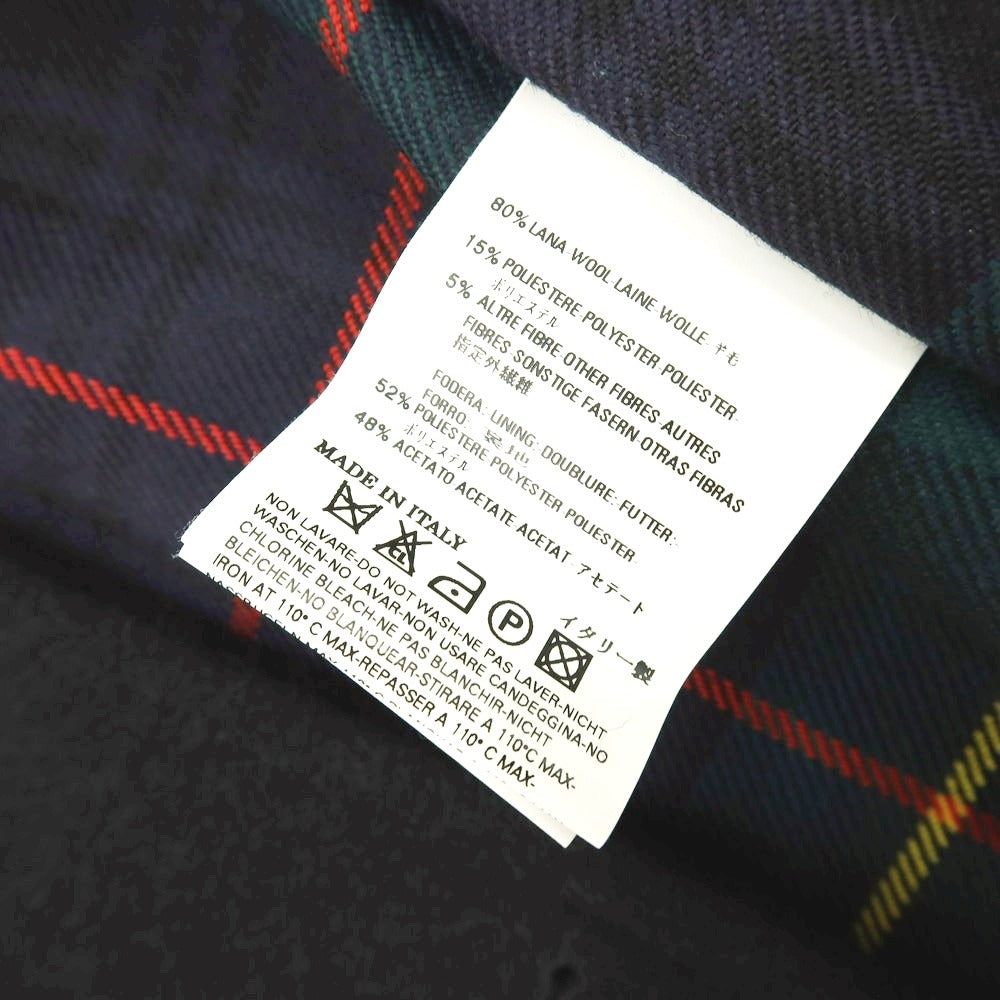 80% LANA WOOL LAINE WOLLE 羊毛
15% POLIESTERE POLYESTER POLIESTER
ポリエステル
5% ALTRE FIBRE-OTHER FIBRES AUTRES
FIBRES-SONSTIGE FASERN OTRAS FIBRAS
指定外繊維
FODERA: LINING: DOUBLURE: FUTTER:
FORRO: 裏地
52% POLIESTERE POLYESTER POLIESTER
ポリエステル
48% ACETATO ACETATE ACETAT アセテート
MADE IN ITALY イタリー製
CL P
NON LAVARE-DO NOT WASH-NE PAS LAVER-NICHT
WASCHEN-NO LAVAR-NON USARE CANDEGGINA-NO
CHLORINE BLEACH-NE PAS BLANCHIR-NICHT
BLEICHEN-NO BLANQUEAR-STIRARE A 110°C MAX-
IRON AT 110° C MAX-REPASSER A 110° C MAX-